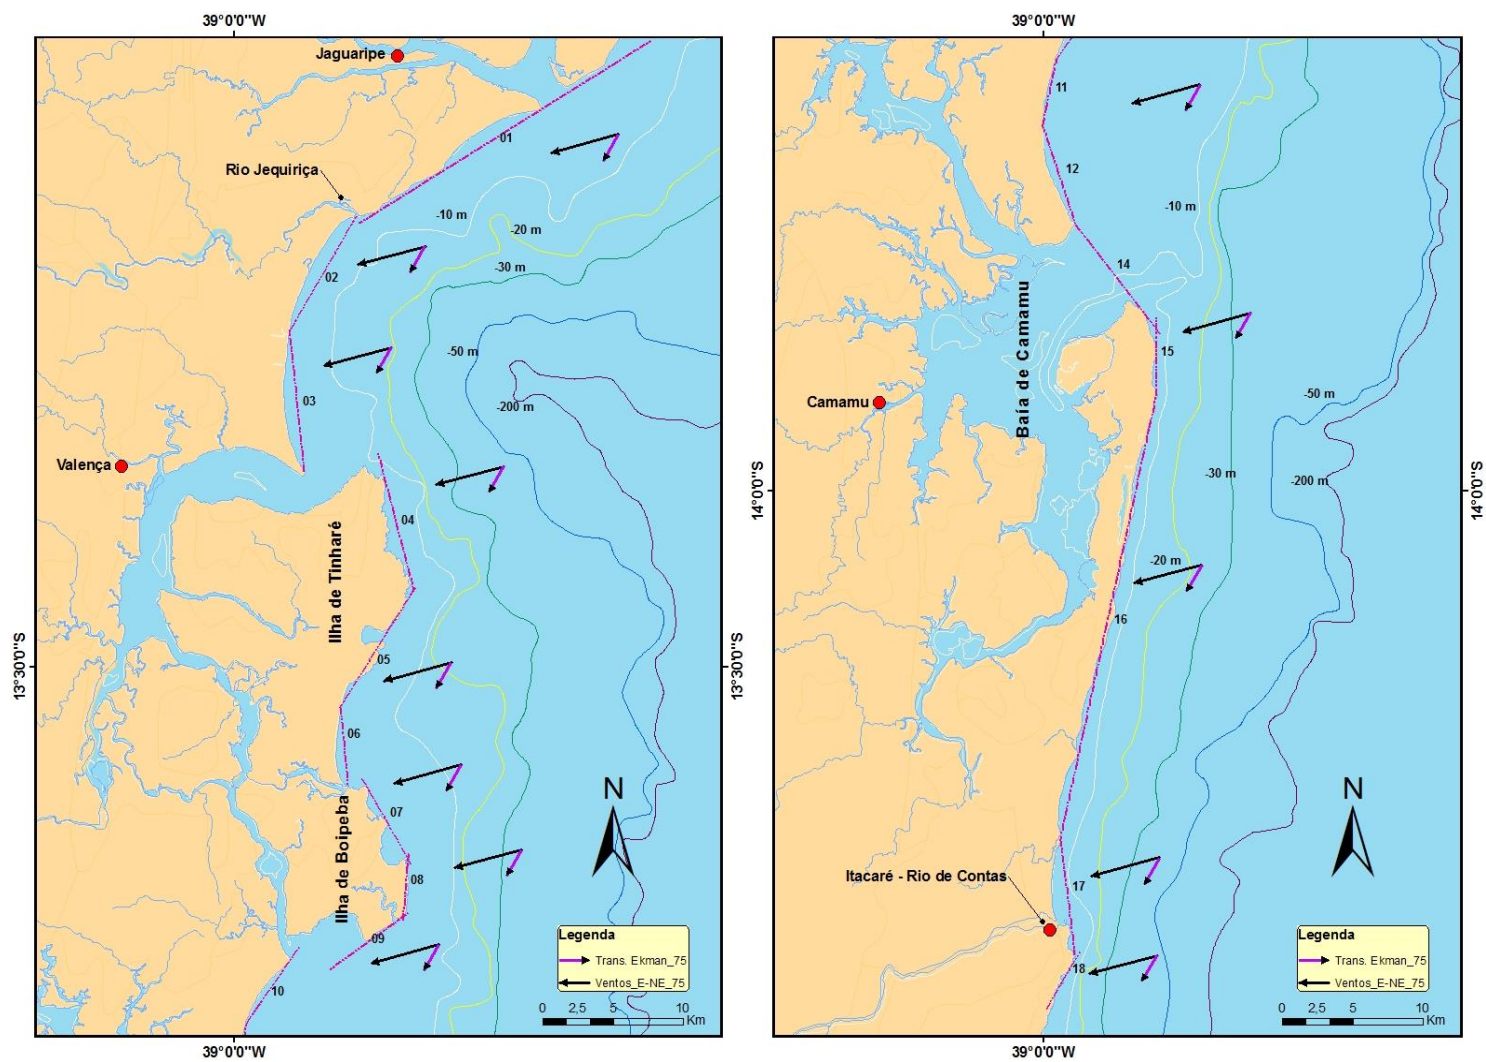 39°0'0"W
Jaguaripe
01
Rio Jequiriça
-10 m
-20 m
-30 m
02
-50 m
03
-200 m
Valença
04
Ilha de Tinharé
05
13°30'0"S
13°30'0"S
06
07
Ilha de Boipeba
08
09
10
N
Legenda
Trans. Ekman_75
Ventos_E-NE_75
0 2,5 5 10
Km
39°0'0"W
39°0'0"W
11
12
-10 m
14
Baía de Camamu
15
Camamu
-50 m
-30 m
-200 m
14°0'0"S
14°0'0"S
-20 m
16
N
Itacaré - Rio de Contas
17
18
Legenda
Trans. Ekman_75
Ventos_E-NE_75
0 2,5 5 10
Km
39°0'0"W